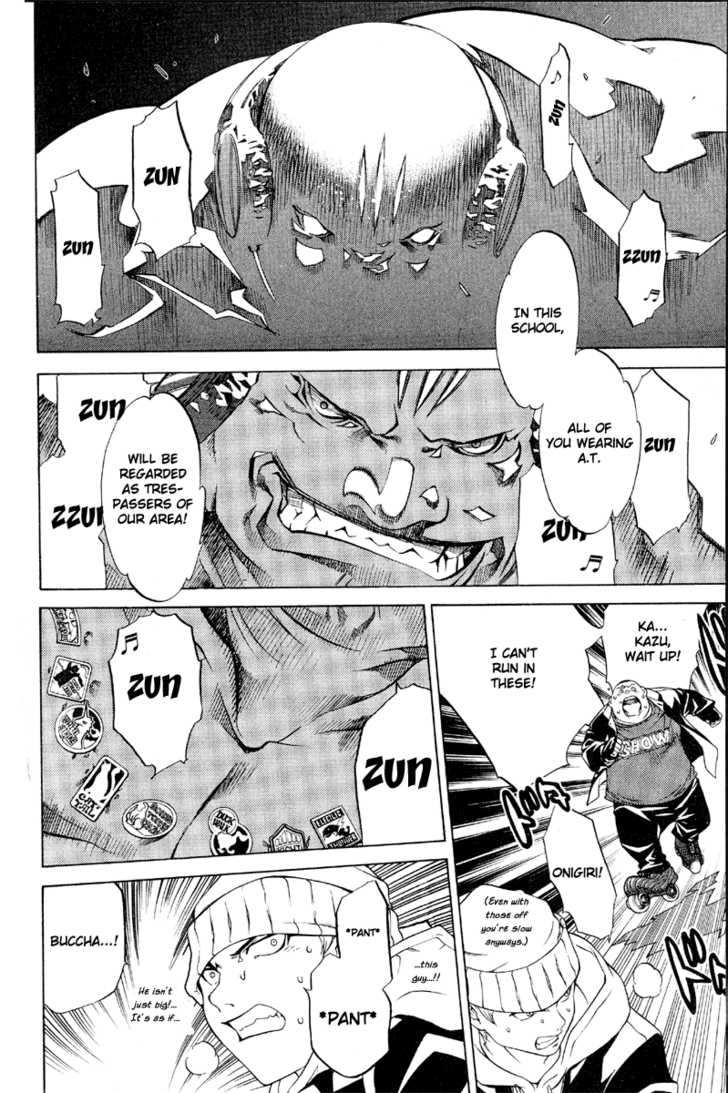 ZUN
ZZUN
ZUN
ZUN
IN THIS
SCHOOL,
ALL OF
YOU WEARING
A.T.
ZUN
ZUN
ZUN
ZZUN
WILL BE
REGARDED
AS TRES-
PASSERS OF
OUR AREA!
KA...
KAZU,
WAIT UP!
I CAN'T
RUN IN
THESE!
SHOW
ONIGIRI!
(Even with
those off
you're slow
anyways.)
ZUN
ZUN
...this
guy...!!
*PANT*
*PANT*
He isn't
just big!...
It's as if...
BUCCHA...!